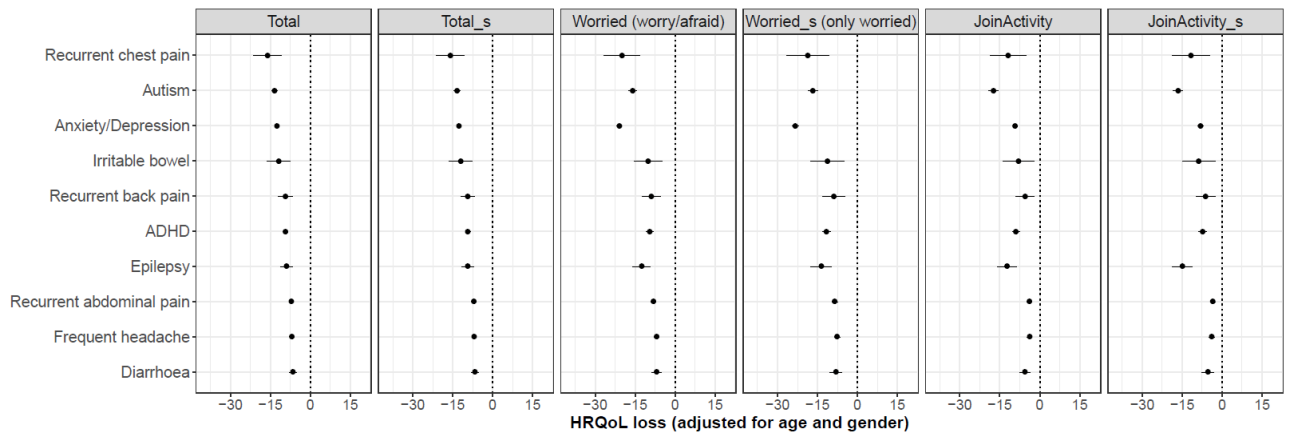 Total Total_s Worried (worry/afraid) Worried_s (only worried) JoinActivity JoinActivity_s
Recurrent chest pain
Autism
Anxiety/Depression
Irritable bowel
Recurrent back pain
ADHD
Epilepsy
Recurrent abdominal pain
Frequent headache
Diarrhoea
−30 −15 0 15 −30 −15 0 15 −30 −15 0 15 −30 −15 0 15 −30 −15 0 15 −30 −15 0 15
HRQoL loss (adjusted for age and gender)